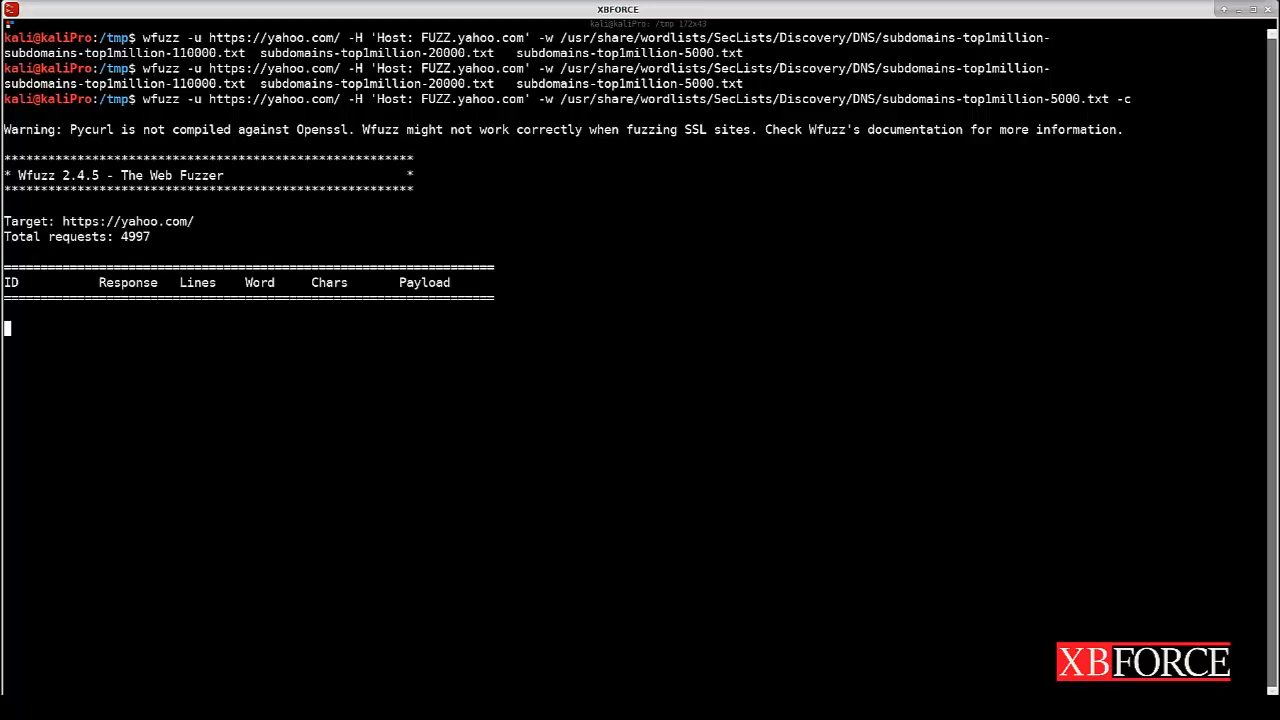 XBFORCE
kali@kaliPro: /tmp 172x43
kali@kaliPro:/tmp$ wfuzz -u https://yahoo.com/ -H 'Host: FUZZ.yahoo.com' -w /usr/share/wordlists/SecLists/Discovery/DNS/subdomains-top1million-
subdomains-top1million-110000.txt  subdomains-top1million-20000.txt   subdomains-top1million-5000.txt
kali@kaliPro:/tmp$ wfuzz -u https://yahoo.com/ -H 'Host: FUZZ.yahoo.com' -w /usr/share/wordlists/SecLists/Discovery/DNS/subdomains-top1million-
subdomains-top1million-110000.txt  subdomains-top1million-20000.txt   subdomains-top1million-5000.txt
kali@kaliPro:/tmp$ wfuzz -u https://yahoo.com/ -H 'Host: FUZZ.yahoo.com' -w /usr/share/wordlists/SecLists/Discovery/DNS/subdomains-top1million-5000.txt -c
Warning: Pycurl is not compiled against Openssl. Wfuzz might not work correctly when fuzzing SSL sites. Check Wfuzz's documentation for more information.
********************************************************
* Wfuzz 2.4.5 - The Web Fuzzer                         *
********************************************************
Target: https://yahoo.com/
Total requests: 4997
===================================================================
ID           Response   Lines    Word     Chars       Payload
===================================================================
XBFORCE